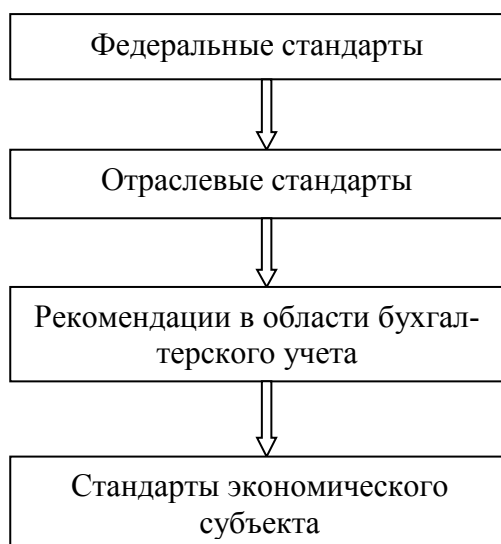 Федеральные стандарты
Отраслевые стандарты
Рекомендации в области бухгал-
терского учета
Стандарты экономического
субъекта